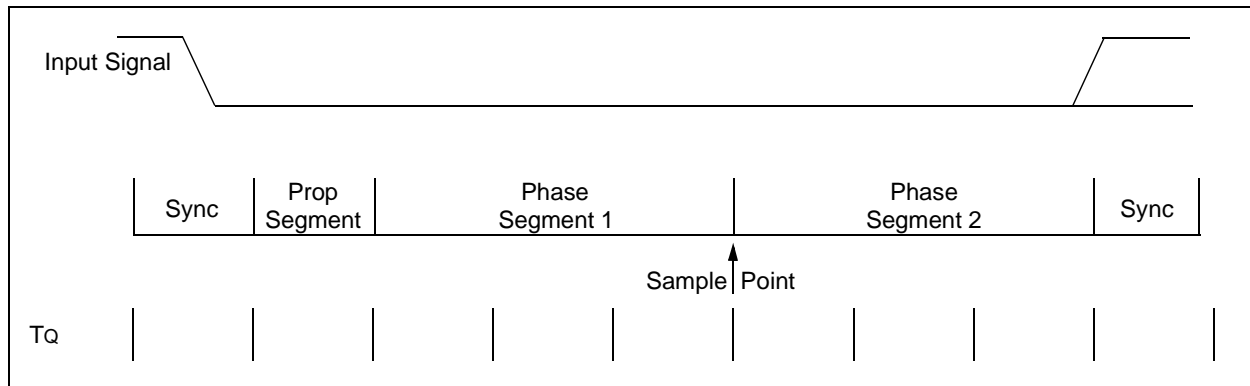 Input Signal
Sync
Prop
Segment
Phase
Segment 1
Phase
Segment 2
Sync
Sample Point
TQ